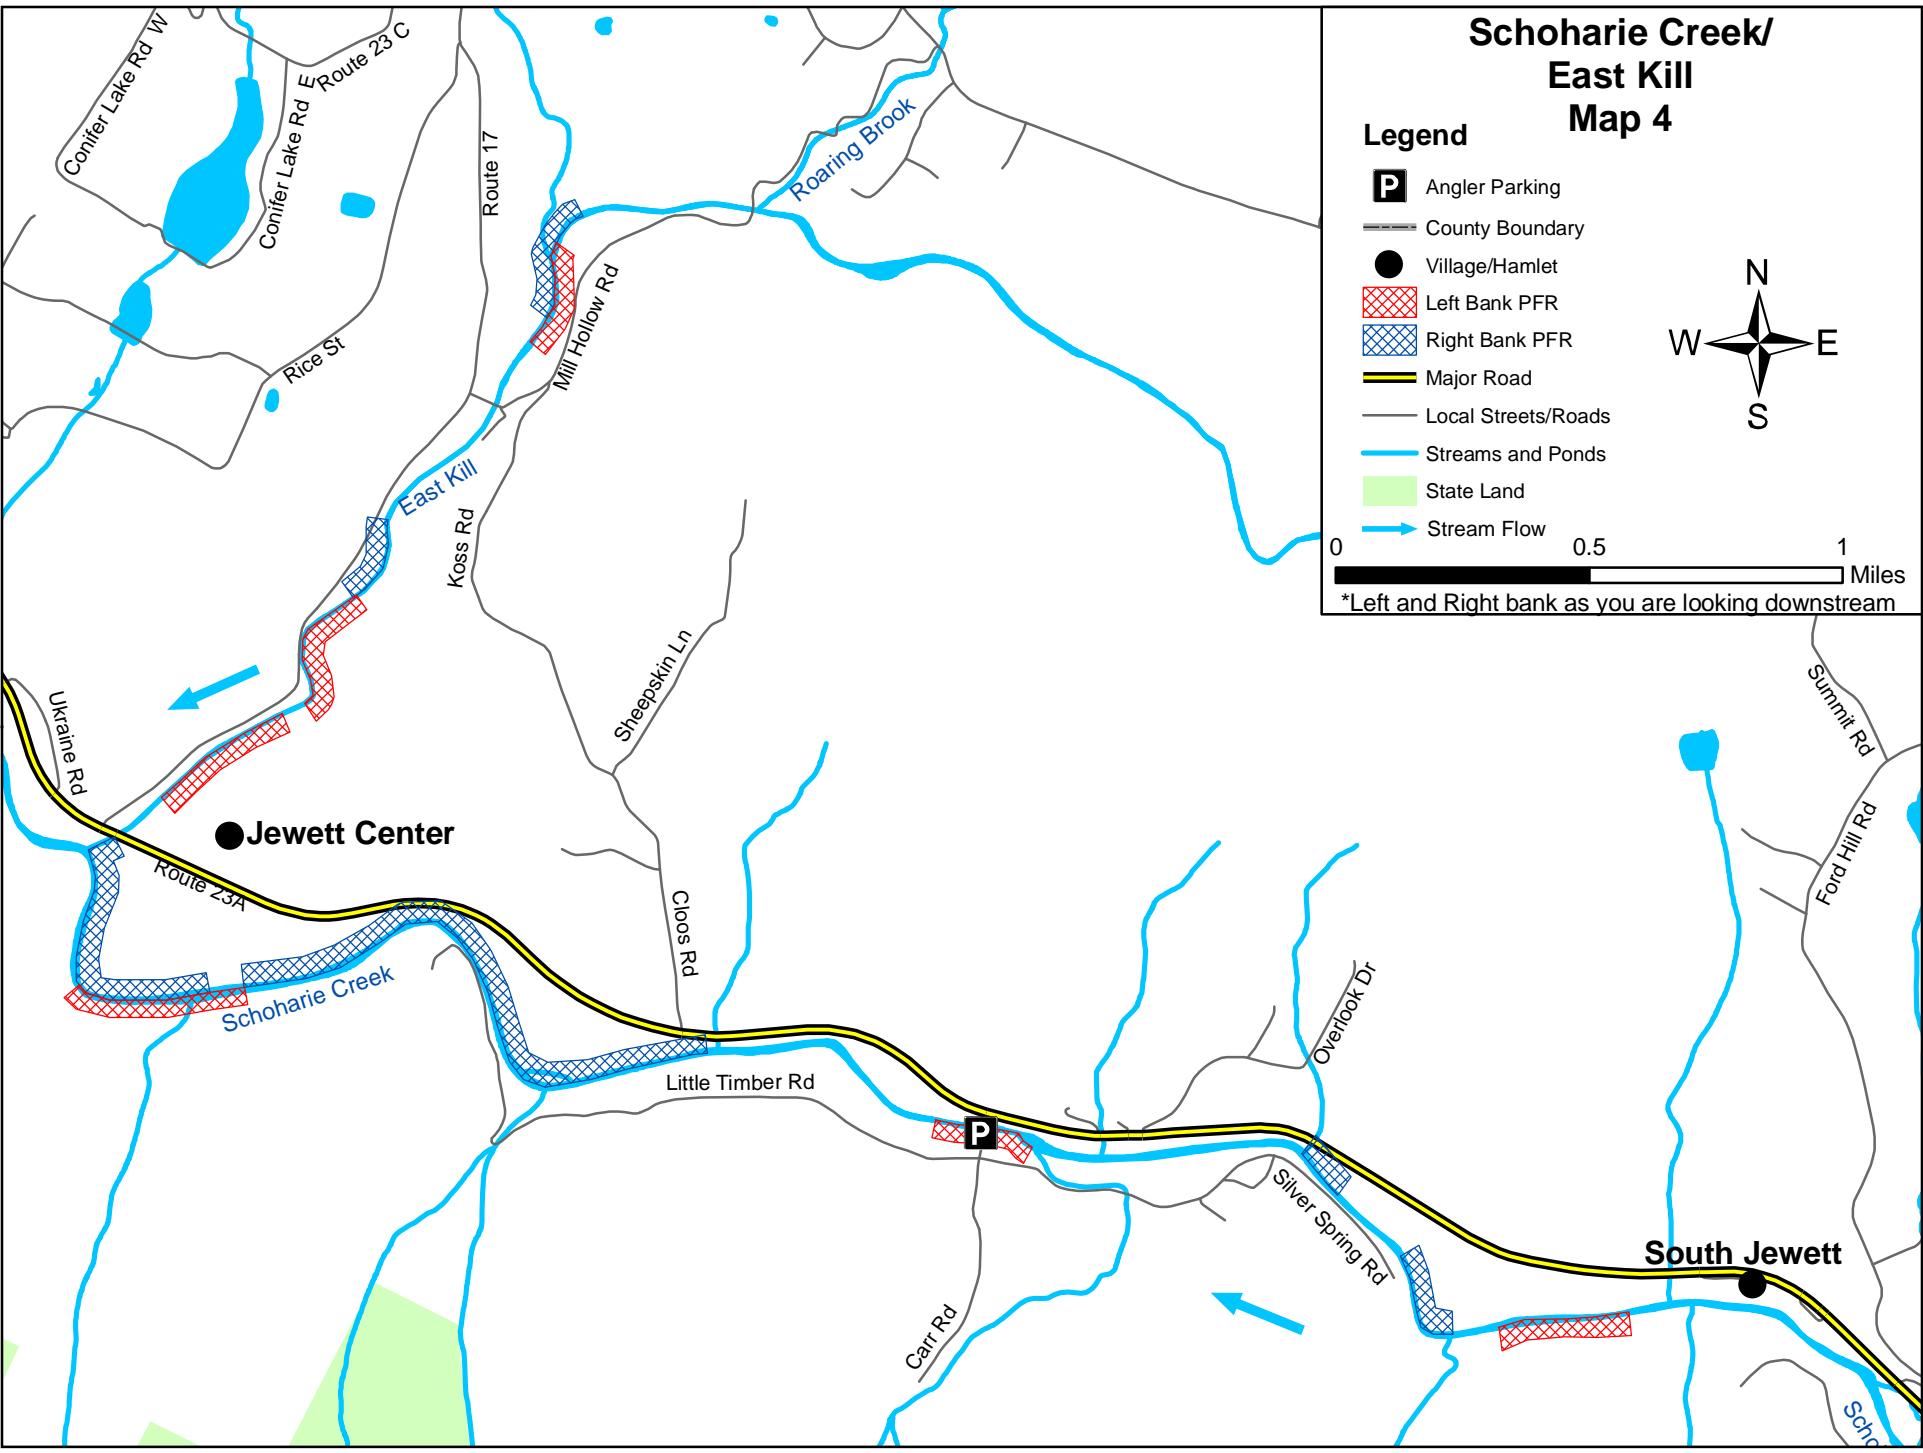 Schoharie Creek/
East Kill
Map 4
Legend
P Angler Parking
County Boundary
Village/Hamlet
Left Bank PFR
Right Bank PFR
Major Road
Local Streets/Roads
Streams and Ponds
State Land
Stream Flow
N
W E
S
0 0.5 1
Miles
*Left and Right bank as you are looking downstream
Conifer Lake Rd W
Conifer Lake Rd E
Route 23 C
Route 17
Roaring Brook
Mill Hollow Rd
Rice St
East Kill
Koss Rd
Sheepskin Ln
Ukraine Rd
Jewett Center
Route 23A
Schoharie Creek
Cloos Rd
Little Timber Rd
P
Overlook Dr
Silver Spring Rd
Carr Rd
Summit Rd
Ford Hill Rd
South Jewett
Scho